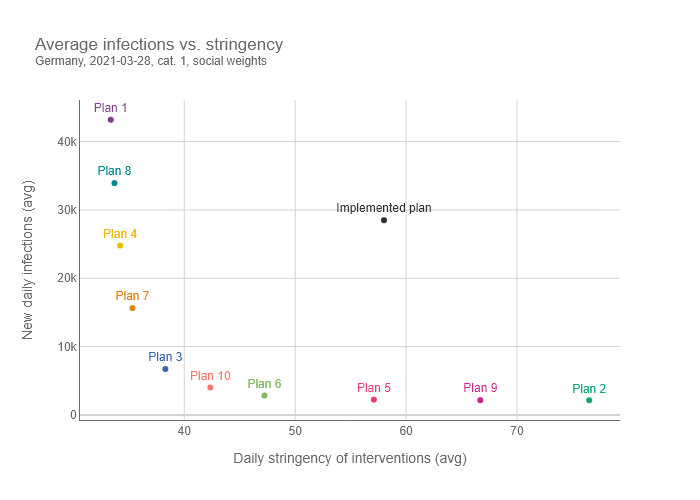 Average infections vs. stringency
Germany, 2021-03-28, cat. 1, social weights
Plan 1
40k
Plan 8
30k
Implemented plan
Plan 4
20k
Plan 7
10k
Plan 3
Plan 10
Plan 6
Plan 5
Plan 9
Plan 2
0
40
50
60
70
New daily infections (avg)
Daily stringency of interventions (avg)